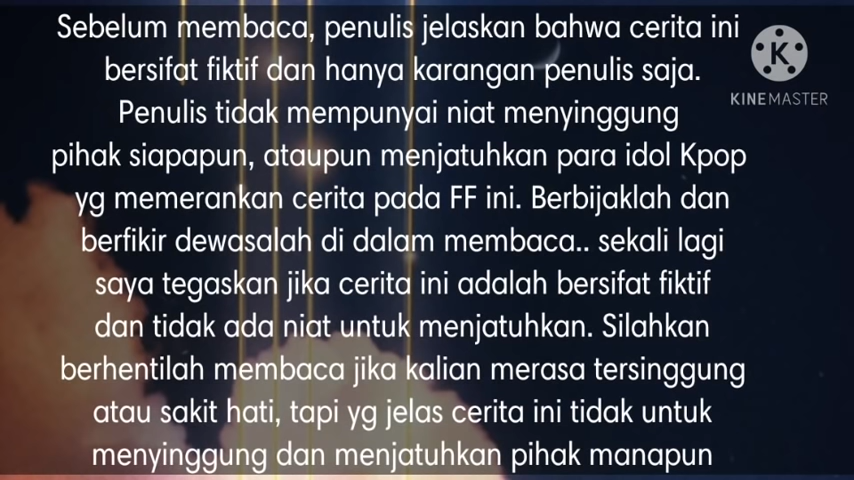 Sebelum membaca, penulis jelaskan bahwa cerita ini
bersifat fiktif dan hanya karangan penulis saja.
Penulis tidak mempunyai niat menyinggung
pihak siapapun, ataupun menjatuhkan para idol Kpop
yg memerankan cerita pada FF ini. Berbijaklah dan
berfikir dewasalah di dalam membaca.. sekali lagi
saya tegaskan jika cerita ini adalah bersifat fiktif
dan tidak ada niat untuk menjatuhkan. Silahkan
berhentilah membaca jika kalian merasa tersinggung
atau sakit hati, tapi yg jelas cerita ini tidak untuk
menyinggung dan menjatuhkan pihak manapun
K
KINEMASTER